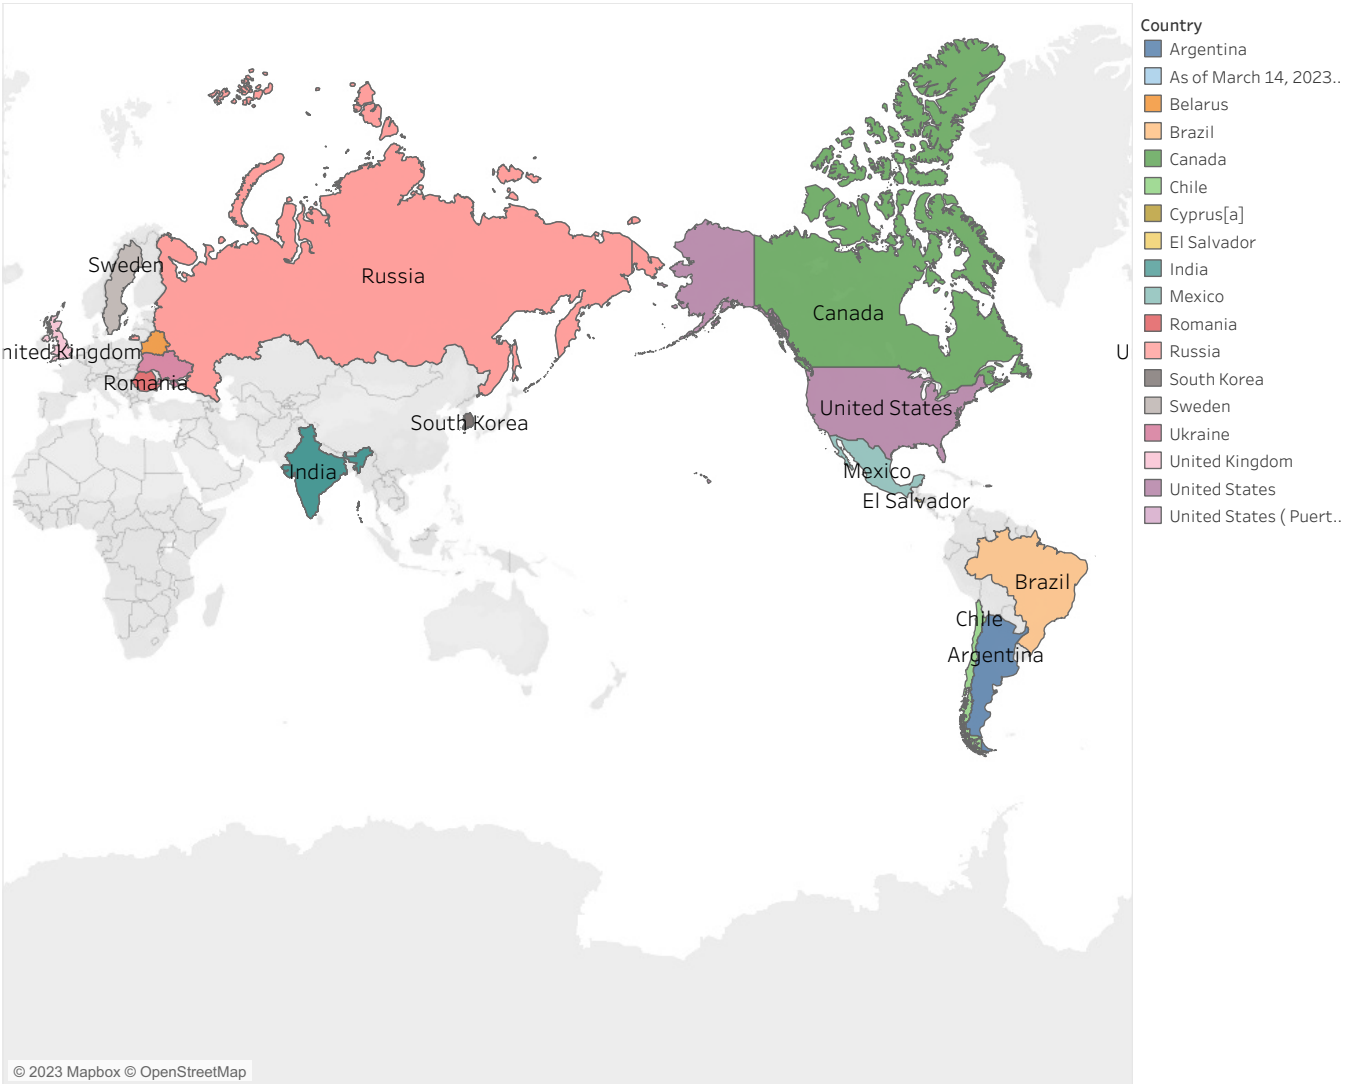 Country
Argentina
As of March 14, 2023..
Belarus
Brazil
Canada
Chile
Cyprus[a]
El Salvador
India
Mexico
Romania
Russia
South Korea
Sweden
Ukraine
United Kingdom
United States
United States ( Puert..
Sweden
Russia
Canada
nited Kingdom
U
Romania
United States
South Korea
India
Mexico
El Salvador
Brazil
Chile
Argentina
© 2023 Mapbox © OpenStreetMap